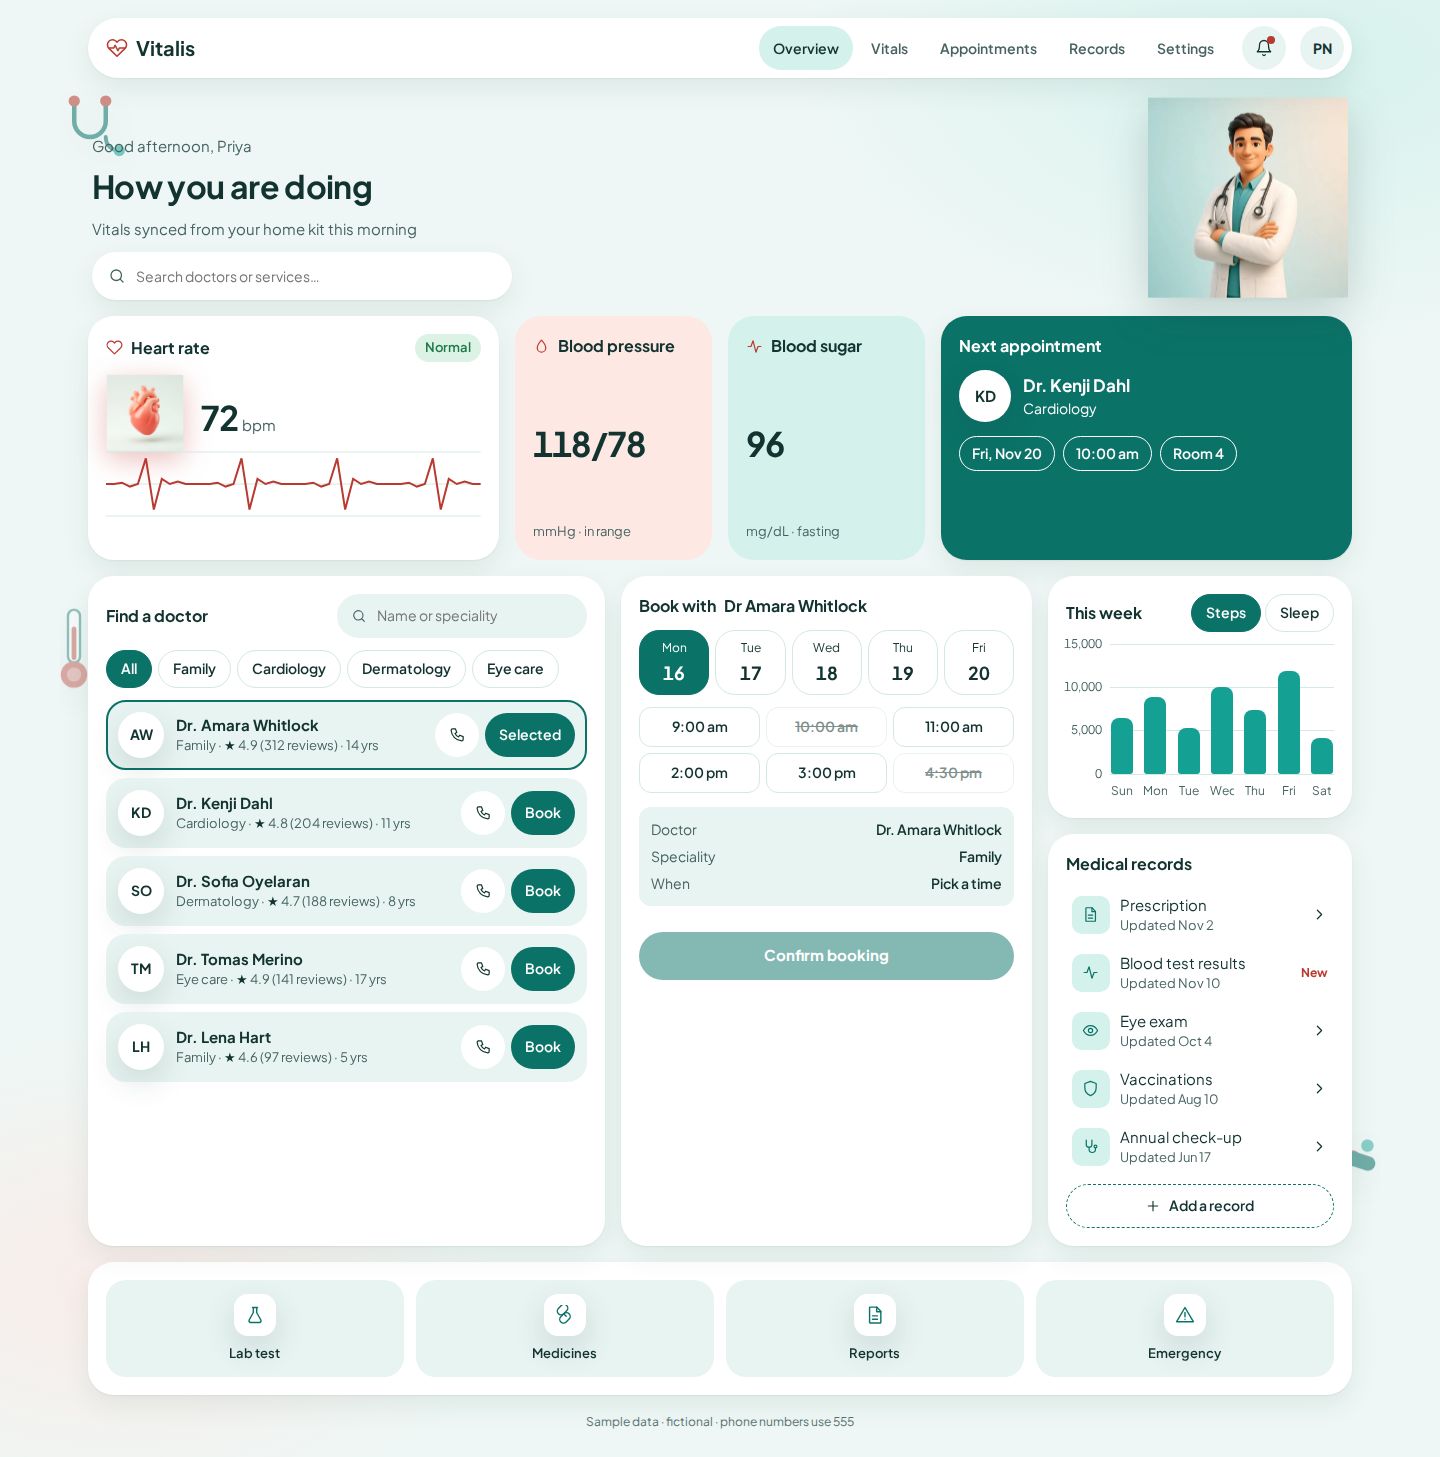 Vitalis
Overview Vitals Appointments Records Settings PN
Good afternoon, Priya
How you are doing
Vitals synced from your home kit this morning
Search doctors or services...
Heart rate
Normal
72 bpm
Blood pressure
118/78
mmHg · in range
Blood sugar
96
mg/dL · fasting
Next appointment
KD
Dr. Kenji Dahl
Cardiology
Fri, Nov 20 10:00 am Room 4
Find a doctor
Name or speciality
All Family Cardiology Dermatology Eye care
AW
Dr. Amara Whitlock
Family · ★ 4.9 (312 reviews) · 14 yrs
Selected
KD
Dr. Kenji Dahl
Cardiology · ★ 4.8 (204 reviews) · 11 yrs
Book
SO
Dr. Sofia Oyelaran
Dermatology · ★ 4.7 (188 reviews) · 8 yrs
Book
TM
Dr. Tomas Merino
Eye care · ★ 4.9 (141 reviews) · 17 yrs
Book
LH
Dr. Lena Hart
Family · ★ 4.6 (97 reviews) · 5 yrs
Book
Book with Dr Amara Whitlock
Mon Tue Wed Thu Fri
16 17 18 19 20
9:00 am 10:00 am 11:00 am
2:00 pm 3:00 pm 4:30 pm
Doctor Dr. Amara Whitlock
Speciality Family
When Pick a time
Confirm booking
This week
Steps Sleep
15,000
10,000
5,000
0
Sun Mon Tue Wec Thu Fri Sat
Medical records
Prescription
Updated Nov 2
Blood test results
Updated Nov 10
New
Eye exam
Updated Oct 4
Vaccinations
Updated Aug 10
Annual check-up
Updated Jun 17
Add a record
Lab test Medicines Reports Emergency
Sample data · fictional · phone numbers use 555